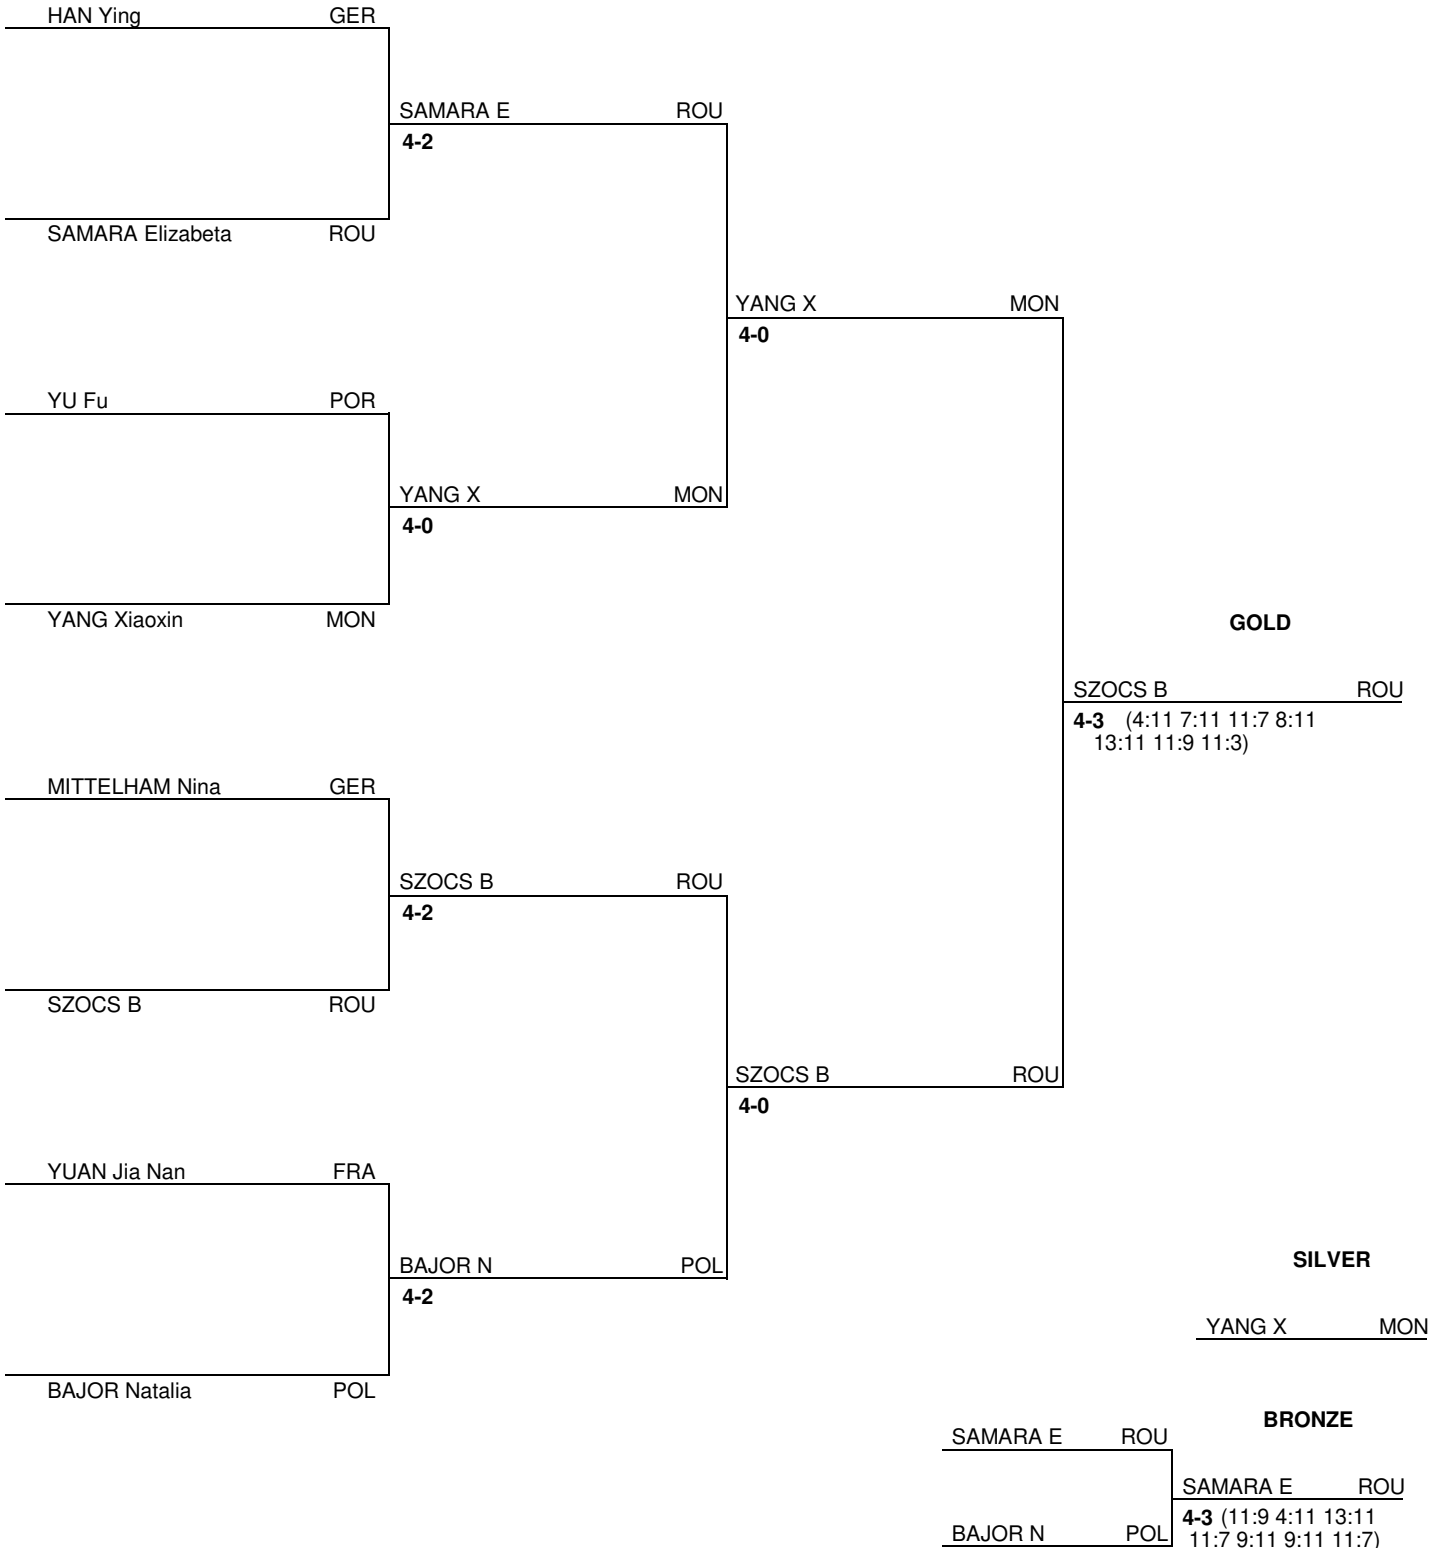 HAN Ying GER
SAMARA E ROU
4-2
SAMARA Elizabeta ROU
YANG X MON
4-0
YU Fu POR
YANG X MON
4-0
YANG Xiaoxin MON
GOLD
SZOCS B ROU
4-3 (4:11 7:11 11:7 8:11
13:11 11:9 11:3)
MITTELHAM Nina GER
SZOCS B ROU
4-2
SZOCS B ROU
SZOCS B ROU
4-0
YUAN Jia Nan FRA
BAJOR N POL
4-2
BAJOR Natalia POL
SILVER
YANG X MON
BRONZE
SAMARA E ROU
SAMARA E ROU
4-3 (11:9 4:11 13:11
11:7 9:11 9:11 11:7)
BAJOR N POL